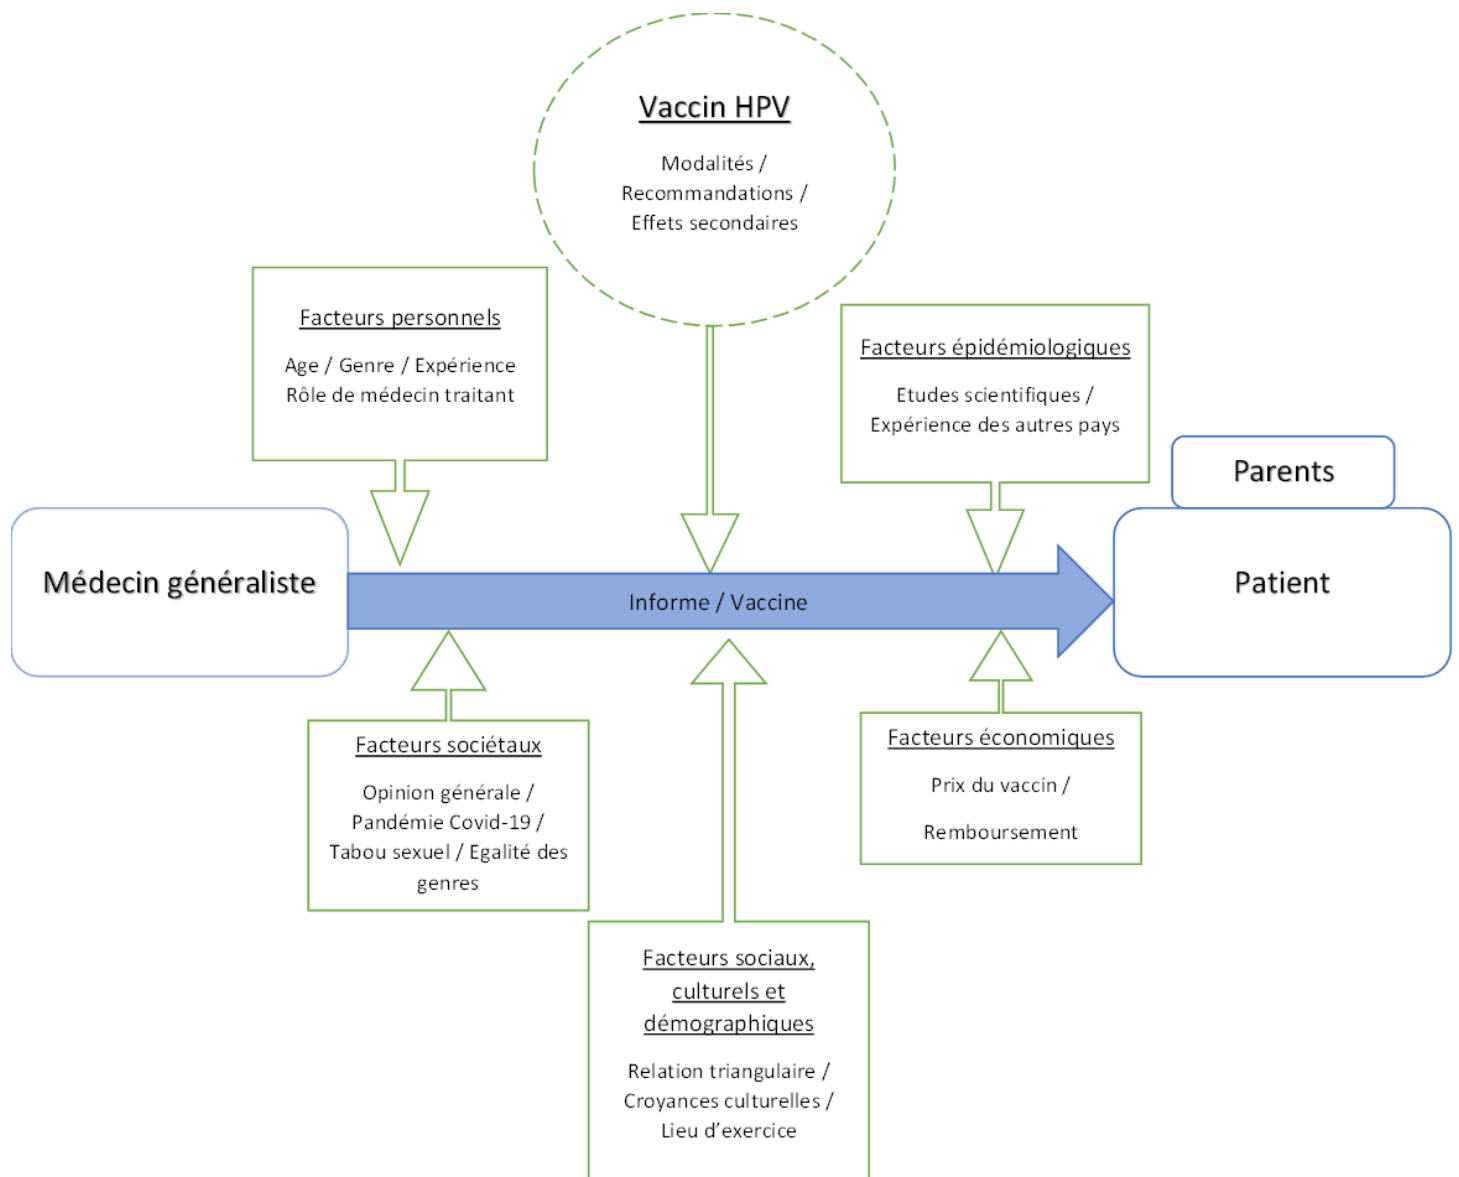 Vaccin HPV
Modalités /
Recommandations /
Effets secondaires
Facteurs personnels
Age / Genre / Expérience
Rôle de médecin traitant
Facteurs épidémiologiques
Etudes scientifiques /
Expérience des autres pays
Parents
Médecin généraliste
Informe / Vaccine
Patient
Facteurs sociétaux
Opinion générale /
Pandémie Covid-19 /
Tabou sexuel / Egalité des
genres
Facteurs économiques
Prix du vaccin /
Remboursement
Facteurs sociaux,
culturels et
démographiques
Relation triangulaire /
Croyances culturelles /
Lieu d’exercice